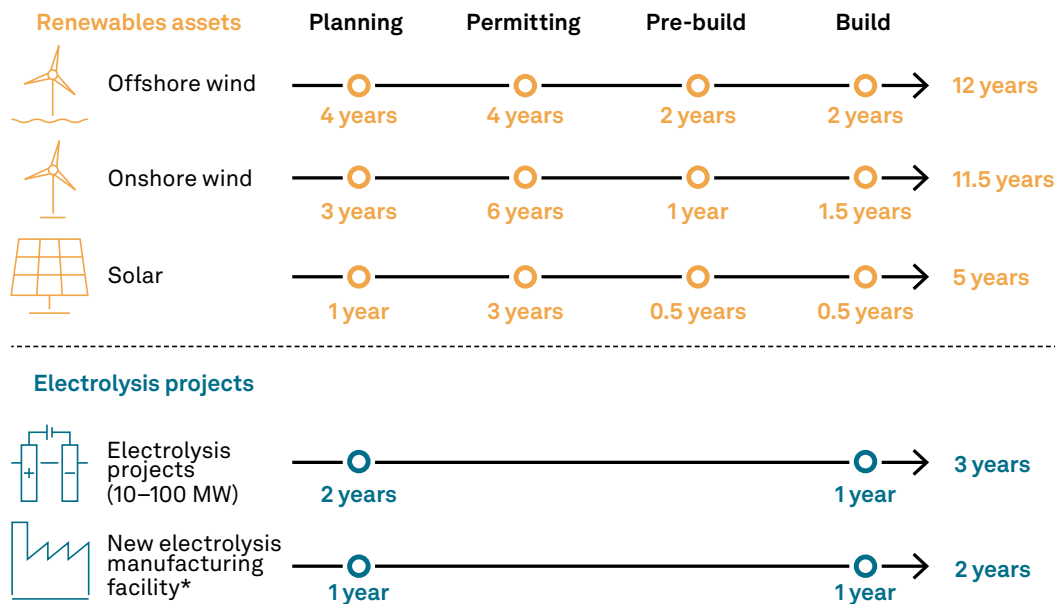 Renewables assets Planning Permitting Pre-build Build
Offshore wind 12 years
4 years 4 years 2 years 2 years
Onshore wind 11.5 years
3 years 6 years 1 year 1.5 years
Solar 5 years
1 year 3 years 0.5 years 0.5 years
Electrolysis projects
Electrolysis
projects
(10–100 MW)
+ −
3 years
2 years 1 year
New electrolysis
manufacturing
facility*
2 years
1 year 1 year